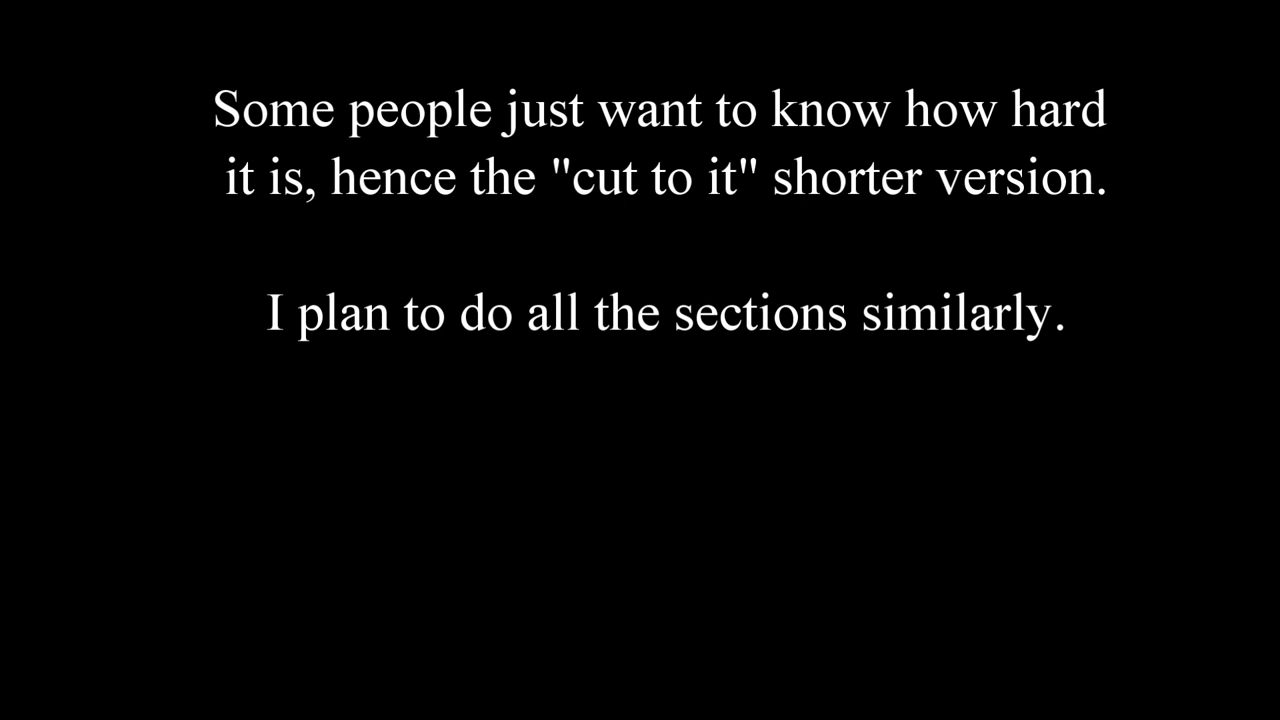 Some people just want to know how hard
it is, hence the "cut to it" shorter version.
I plan to do all the sections similarly.